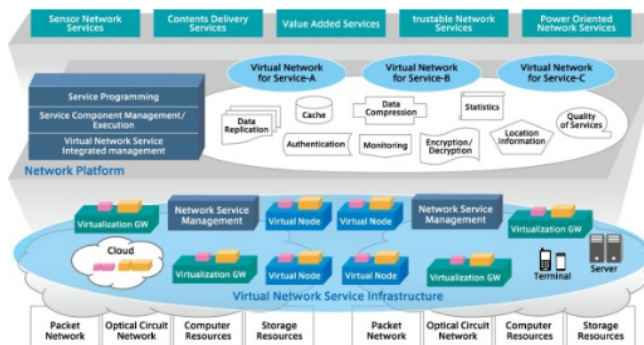 Sensor Network
Services
Contents Delivery
Services
Value Added Services
trustable Network
Services
Power Oriented
Network Services
Virtual Network
for Service-A
Virtual Network
for Service-B
Virtual Network
for Service-C
Service Programming
Service Component Management/
Execution
Virtual Network Service
Integrated management
Network Platform
Data
Replication
Cache
Data
Compression
Statistics
Quality
of Services
Authentication
Monitoring
Encryption/
Decryption
Location
Information
Virtualization GW
Network Service
Management
Virtual Node
Virtual Node
Network Service
Management
Virtualization GW
Cloud
Virtualization GW
Virtual Node
Virtual Node
Virtualization GW
Terminal
Server
Virtual Network Service Infrastructure
Packet
Network
Optical Circuit
Network
Computer
Resources
Storage
Resources
Packet
Network
Optical Circuit
Network
Computer
Resources
Storage
Resources